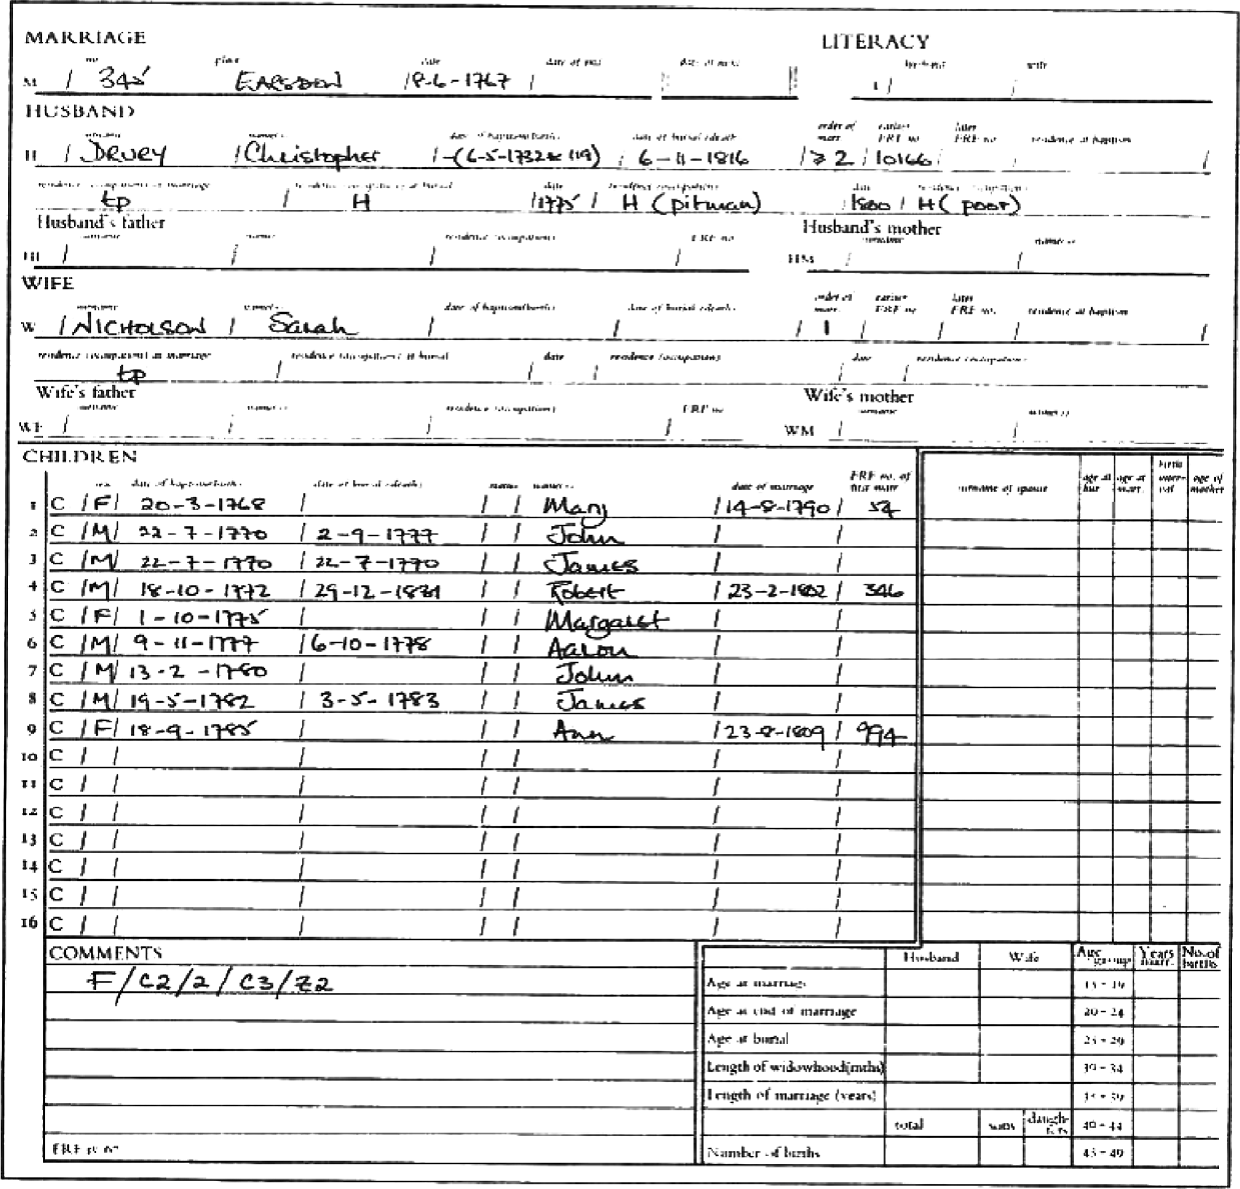 MARRIAGE LITERACY
no place date date of end date of next husband wife
M / 345 EARSDON 18-6-1767 / / / L / /
HUSBAND
surname name/s date of baptism(birth) date of burial (death) order of marr. earlier FRF no later FRF no residence at baptism
H / DRUEY / Christopher / -(6-5-1732& 119) / 6-11-1816 / ≥2 / 10166 / /
residence (occupation) at marriage residence (occupation) at burial date residence (occupation) date residence (occupation)
tp / H / 1775 / H (pitman) / 1800 / H (poor)
Husband's father Husband's mother
surname name/s residence (occupation) FRF no surname name/s
HF / / / / HM / /
WIFE
surname name/s date of baptism(birth) date of burial (death) order of marr. earlier FRF no later FRF no. residence at baptism
W / NICHOLSON / Sarah / / / 1 / / /
residence (occupation) at marriage residence (occupation) at burial date residence (occupation) date residence (occupation)
tp / / / / /
Wife's father Wife's mother
surname name/s residence (occupation) FRF no surname name/s
WF / / / / WM / /
CHILDREN
sex date of baptism(birth) date of burial (death) status name/s date of marriage FRF no. of first marr surname of spouse age at bur age at marr. birth interval age of mother
1 C / F / 20-3-1768 / / / Mary / 14-8-1790 / 54
2 C / M / 22-7-1770 / 2-9-1777 / / John / /
3 C / M / 22-7-1770 / 22-7-1770 / / James / /
4 C / M / 18-10-1772 / 29-12-1831 / / Robert / 23-2-1802 / 346
5 C / F / 1-10-1775 / / / Margaret / /
6 C / M / 9-11-1777 / 6-10-1778 / / Aaron / /
7 C / M / 13-2-1780 / / / John / /
8 C / M / 19-5-1782 / 3-5-1783 / / James / /
9 C / F / 18-9-1785 / / / Ann / 23-8-1809 / 994
10 C / / / / / / /
11 C / / / / / / /
12 C / / / / / / /
13 C / / / / / / /
14 C / / / / / / /
15 C / / / / / / /
16 C / / / / / / /
COMMENTS Husband Wife Age group Years marr. No. of births
F/C2/2/C3/Z2 Age at marriage 15 - 19
Age at end of marriage 20 - 24
Age at burial 25 - 29
Length of widowhood(mths) 30 - 34
Length of marriage (years) 35 - 39
total sons daughters 40 - 44
FRF Number of births 45 - 49